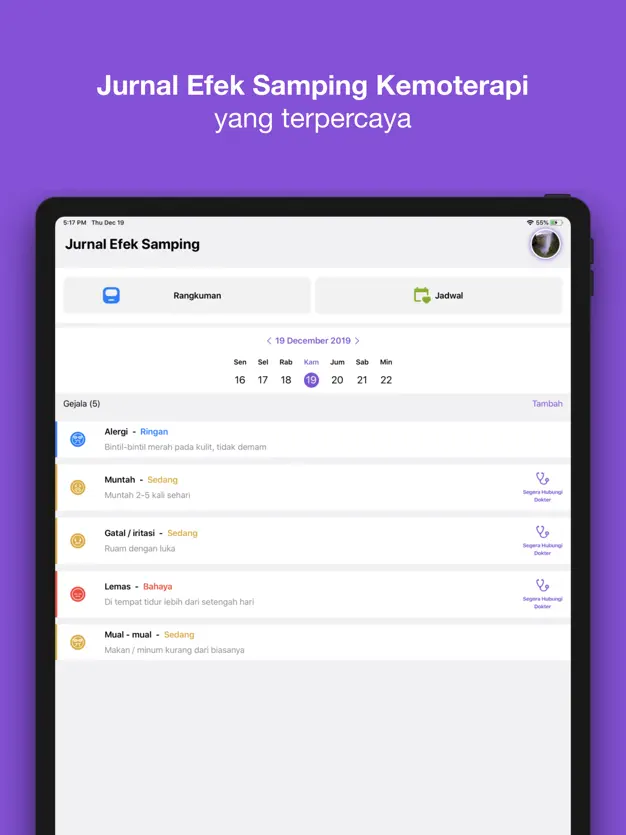 Jurnal Efek Samping Kemoterapi
yang terpercaya
5:17 PM Thu Dec 19
55%
Jurnal Efek Samping
Rangkuman
Jadwal
19 December 2019
Sen Sel Rab Kam Jum Sab Min
16 17 18 19 20 21 22
Gejala (5)
Tambah
Alergi - Ringan
Bintil-bintil merah pada kulit, tidak demam
Muntah - Sedang
Muntah 2-5 kali sehari
Segera Hubungi
Dokter
Gatal / iritasi - Sedang
Ruam dengan luka
Segera Hubungi
Dokter
Lemas - Bahaya
Di tempat tidur lebih dari setengah hari
Segera Hubungi
Dokter
Mual - mual - Sedang
Makan / minum kurang dari biasanya